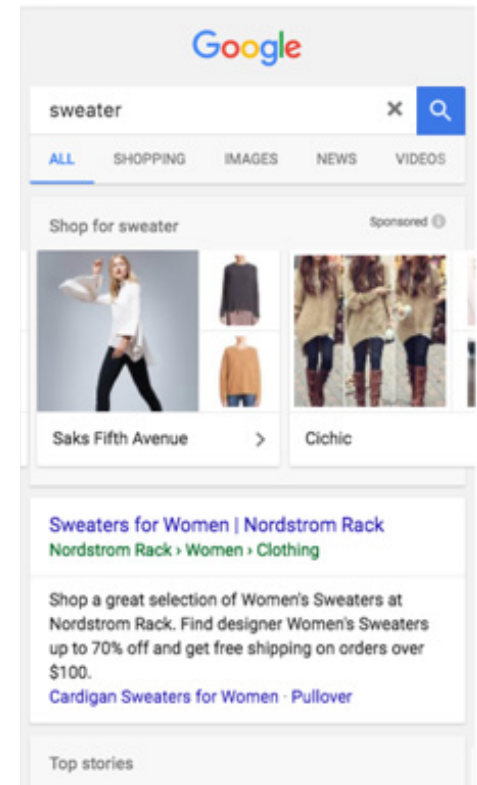 Google
sweater
ALL SHOPPING IMAGES NEWS VIDEOS
Shop for sweater Sponsored
Saks Fifth Avenue
Cichic
Sweaters for Women | Nordstrom Rack
Nordstrom Rack › Women › Clothing
Shop a great selection of Women's Sweaters at
Nordstrom Rack. Find designer Women's Sweaters
up to 70% off and get free shipping on orders over
$100.
Cardigan Sweaters for Women · Pullover
Top stories